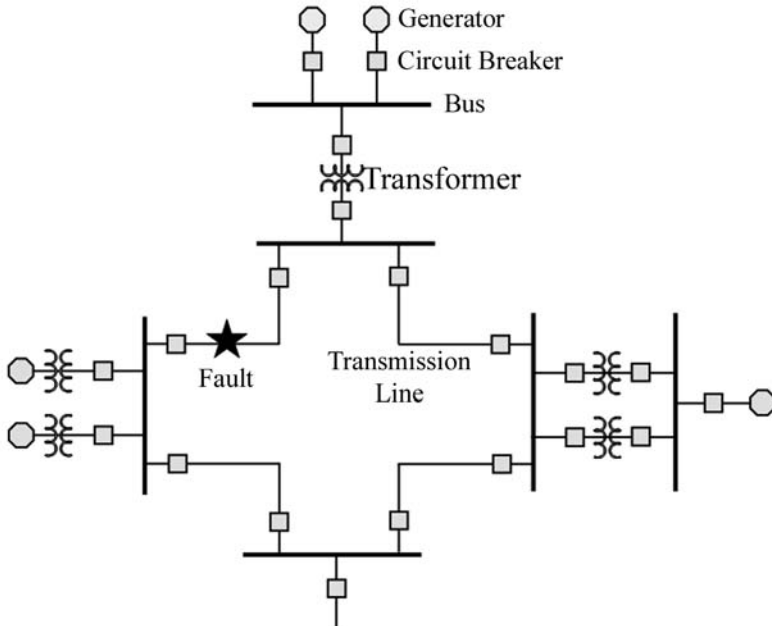 Generator
Circuit Breaker
Bus
Transformer
Transmission
Line
Fault